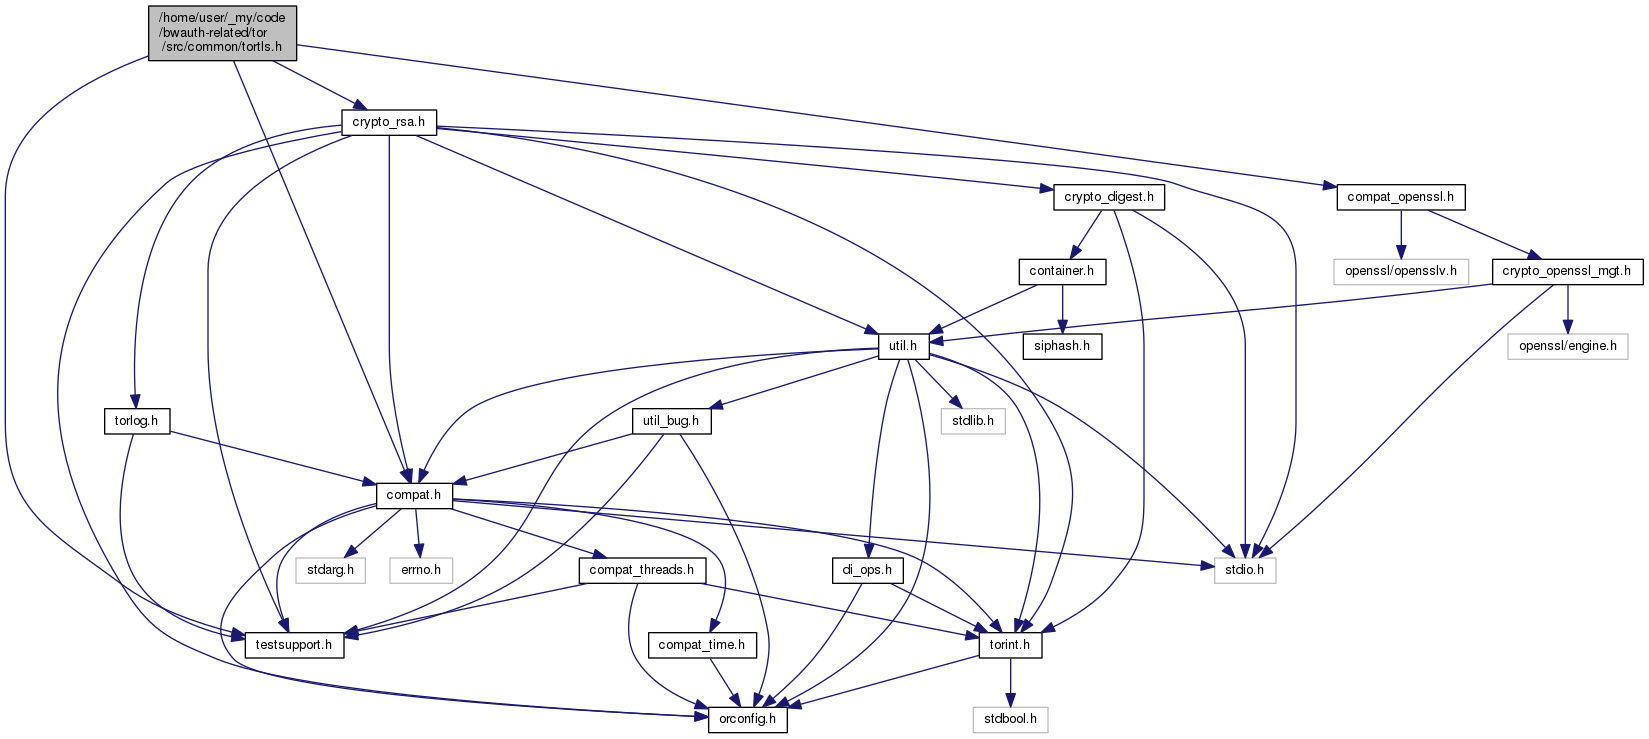 /home/user/_my/code
/bwauth-related/tor
/src/common/tortls.h
crypto_rsa.h
crypto_digest.h
compat_openssl.h
container.h
openssl/opensslv.h
crypto_openssl_mgt.h
util.h
siphash.h
openssl/engine.h
torlog.h
util_bug.h
stdlib.h
compat.h
stdarg.h
errno.h
compat_threads.h
di_ops.h
stdio.h
testsupport.h
compat_time.h
torint.h
orconfig.h
stdbool.h